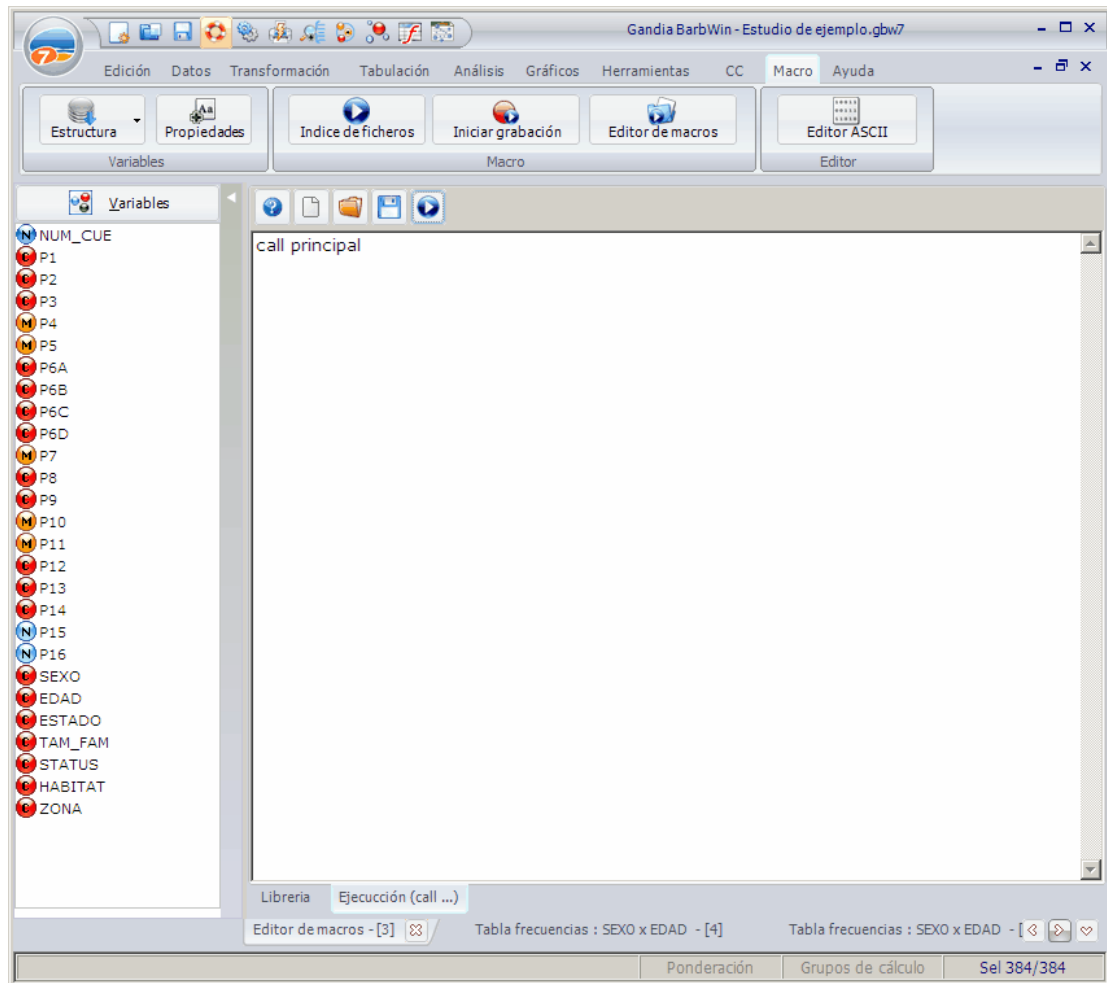 Gandia BarbWin - Estudio de ejemplo.gbw7
7
Edición Datos Transformación Tabulación Análisis Gráficos Herramientas CC Macro Ayuda
Estructura Propiedades Indice de ficheros Iniciar grabación Editor de macros Editor ASCII
Variables Macro Editor
Variables
N NUM_CUE
C P1
C P2
C P3
M P4
M P5
C P6A
C P6B
C P6C
C P6D
M P7
C P8
C P9
M P10
M P11
C P12
C P13
C P14
N P15
N P16
C SEXO
C EDAD
C ESTADO
C TAM_FAM
C STATUS
C HABITAT
C ZONA
call principal
Libreria Ejecucción (call ...)
Editor de macros - [3] Tabla frecuencias : SEXO x EDAD - [4] Tabla frecuencias : SEXO x EDAD - [
Ponderación Grupos de cálculo Sel 384/384